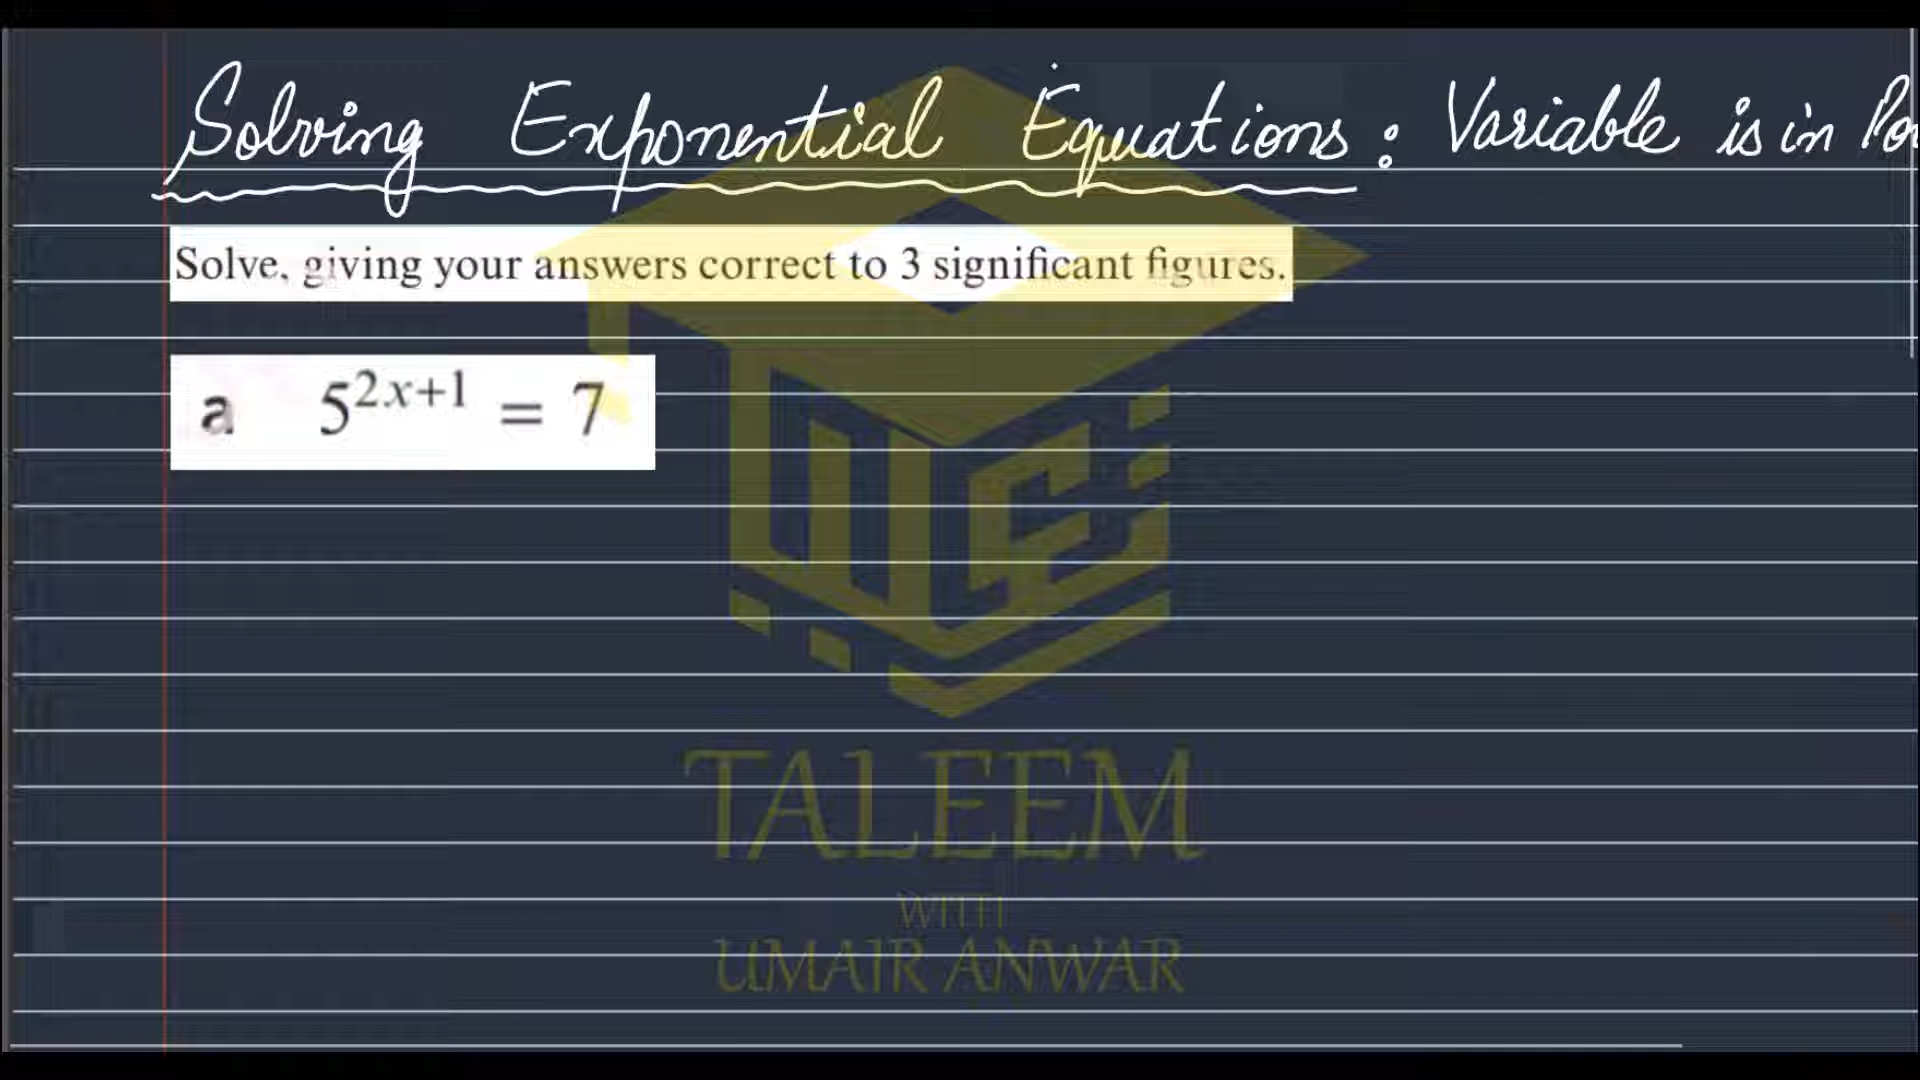 Solving Exponential Equations: Variable is in
Solve, giving your answers correct to 3 significant figures.
a 5^{2x+1} = 7
TALEEM
WITH
UMAIR ANWAR